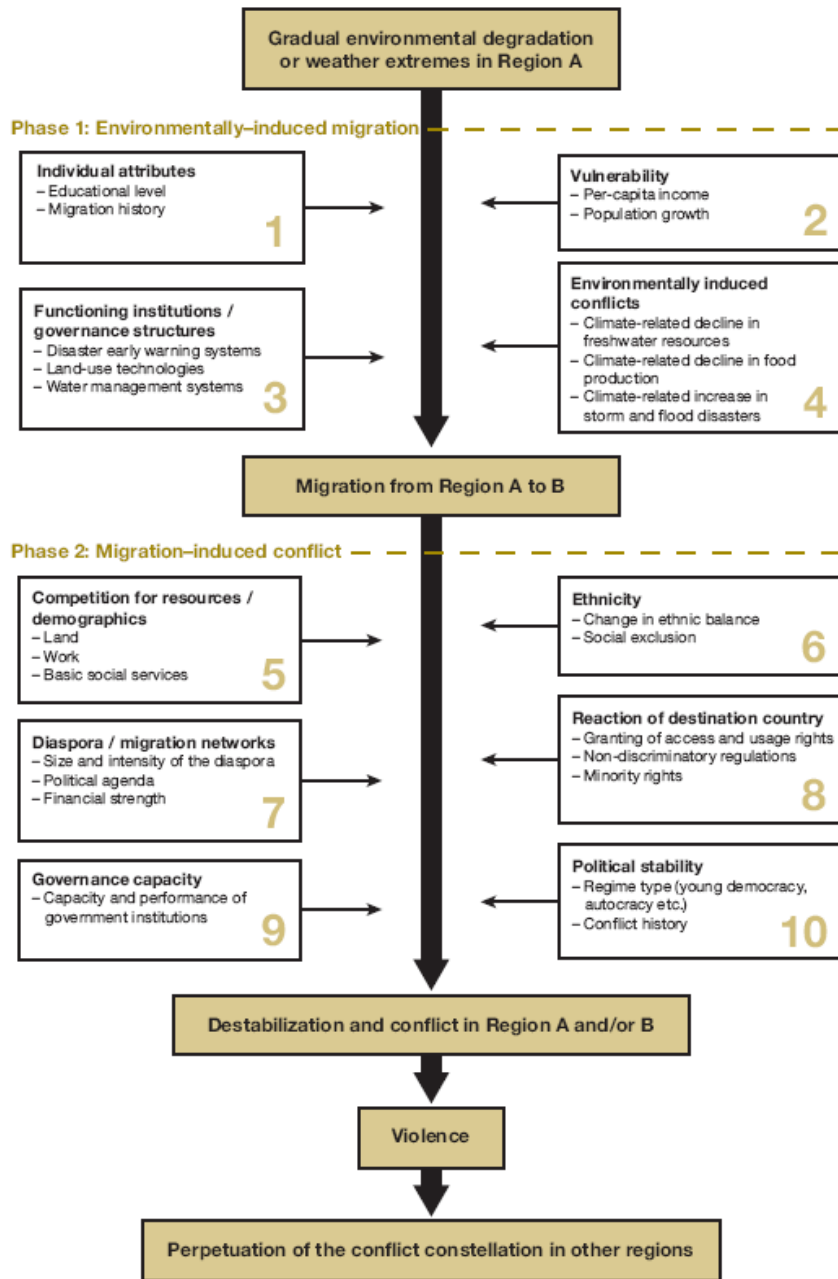 Gradual environmental degradation
or weather extremes in Region A
Phase 1: Environmentally–induced migration
Individual attributes
– Educational level
– Migration history
1
Vulnerability
– Per-capita income
– Population growth
2
Functioning institutions /
governance structures
– Disaster early warning systems
– Land-use technologies
– Water management systems
3
Environmentally induced
conflicts
– Climate-related decline in
freshwater resources
– Climate-related decline in food
production
– Climate-related increase in
storm and flood disasters
4
Migration from Region A to B
Phase 2: Migration–induced conflict
Competition for resources /
demographics
– Land
– Work
– Basic social services
5
Ethnicity
– Change in ethnic balance
– Social exclusion
6
Diaspora / migration networks
– Size and intensity of the diaspora
– Political agenda
– Financial strength
7
Reaction of destination country
– Granting of access and usage rights
– Non-discriminatory regulations
– Minority rights
8
Governance capacity
– Capacity and performance of
government institutions
9
Political stability
– Regime type (young democracy,
autocracy etc.)
– Conflict history
10
Destabilization and conflict in Region A and/or B
Violence
Perpetuation of the conflict constellation in other regions